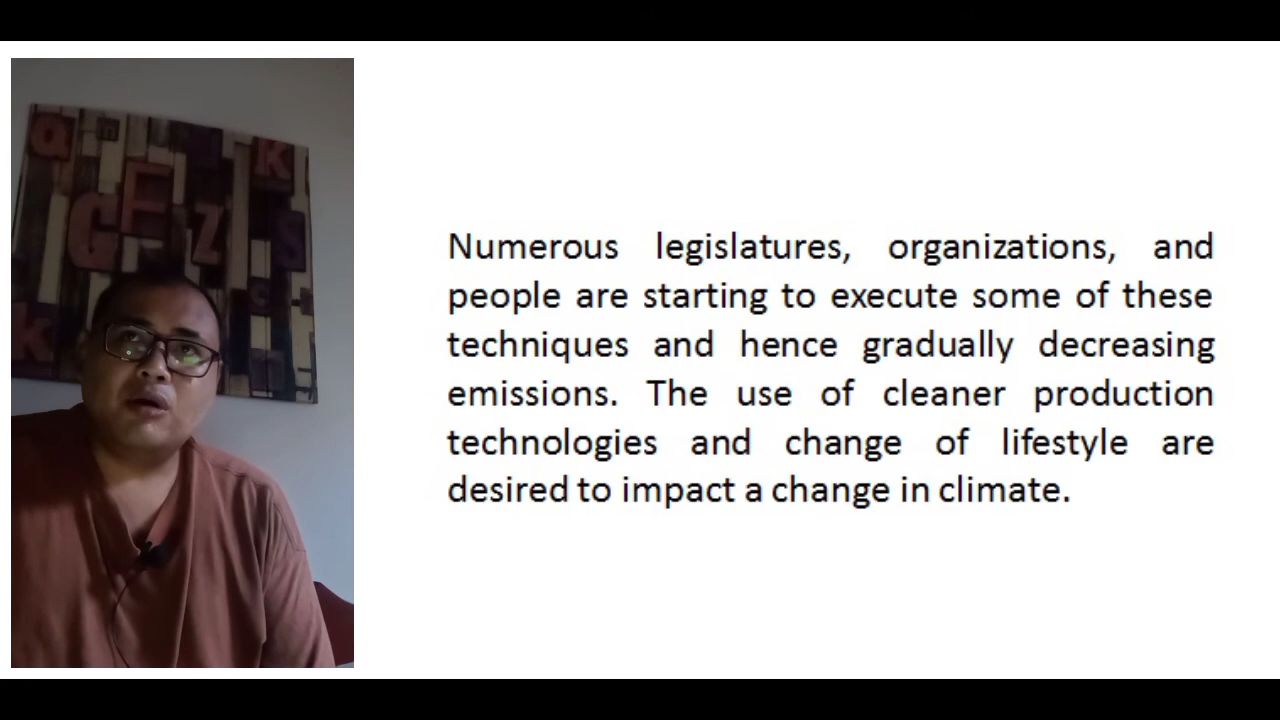 a
K
E
G
Z
S
k
Numerous legislatures, organizations, and
people are starting to execute some of these
techniques and hence gradually decreasing
emissions. The use of cleaner production
technologies and change of lifestyle are
desired to impact a change in climate.